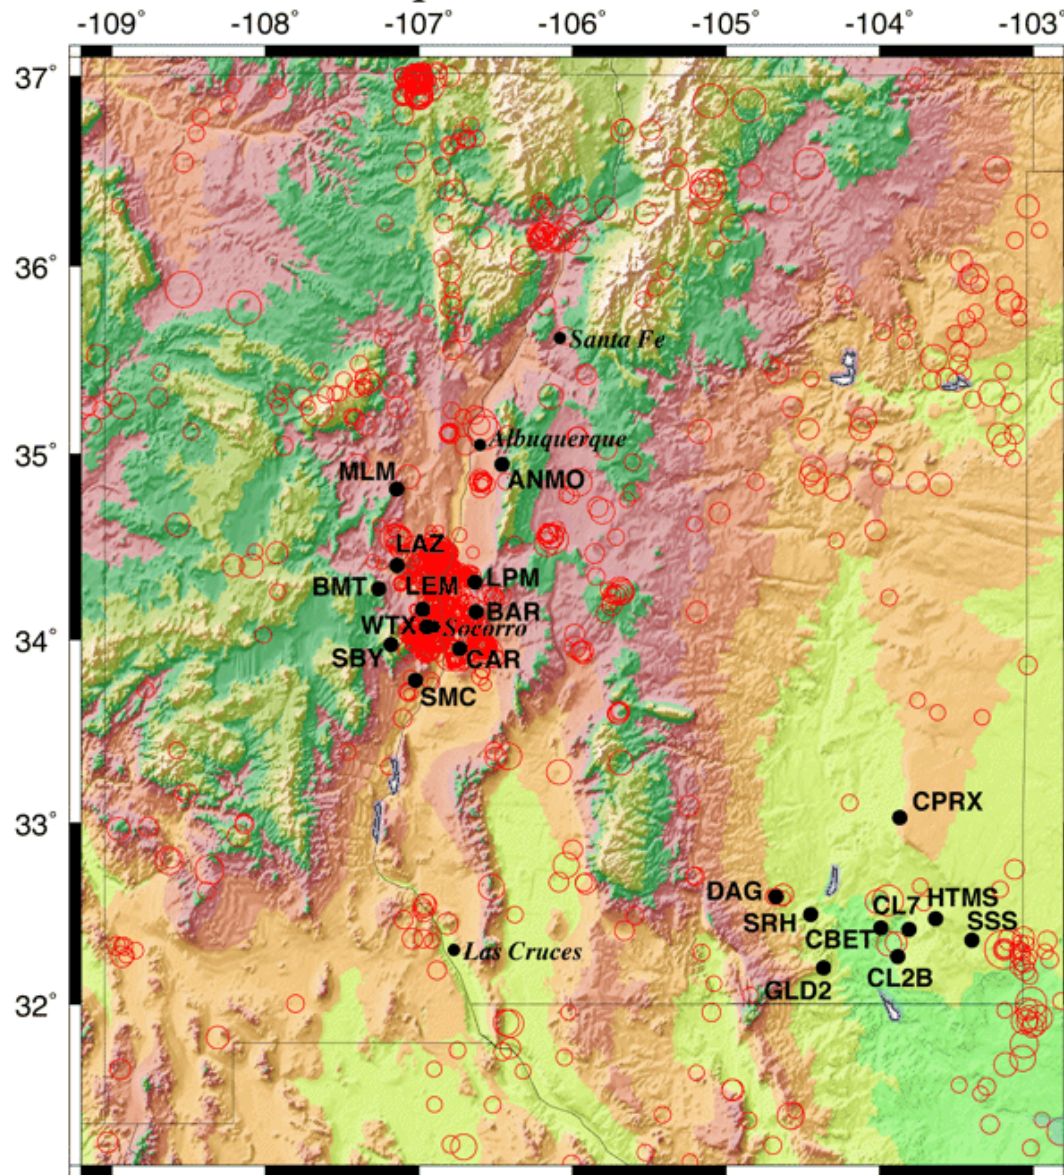 -109° -108° -107° -106° -105° -104° -103°
37°
36°
Santa Fe
35°
Albuquerque
MLM
ANMO
LAZ
BMT
LEM
LPM
BAR
34°
WTX
Socorro
SBY
CAR
SMC
33°
CPRX
DAG
HTMS
CL7
SRH
SSS
CBET
Las Cruces
CL2B
GLD2
32°